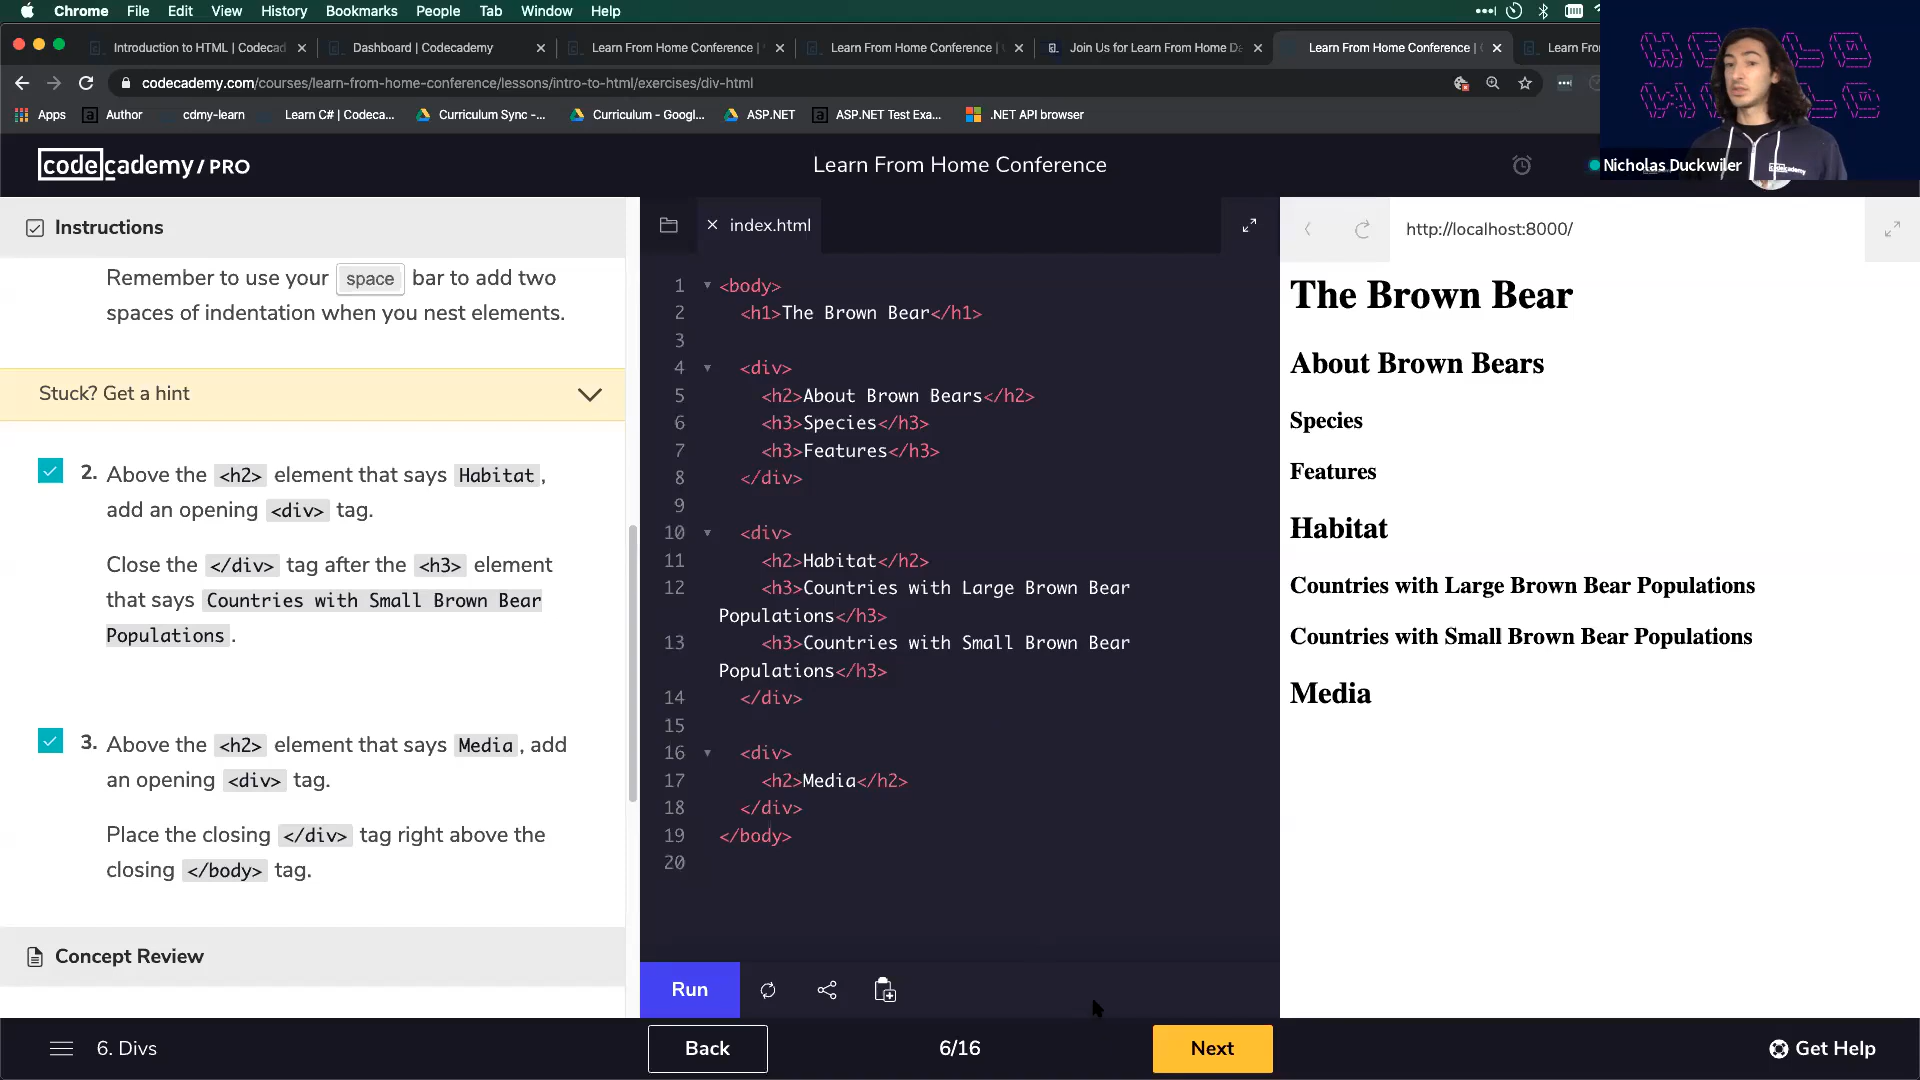 Chrome File Edit View History Bookmarks People Tab Window Help
Introduction to HTML | Codecad
Dashboard | Codecademy
Learn From Home Conference |
Learn From Home Conference |
Join Us for Learn From Home Da
Learn From Home Conference |
Learn Fro
codecademy.com/courses/learn-from-home-conference/lessons/intro-to-html/exercises/div-html
Apps Author cdmy-learn Learn C# | Codeca... Curriculum Sync -... Curriculum - Googl... ASP.NET ASP.NET Test Exa... .NET API browser
codecademy / PRO
Learn From Home Conference
Nicholas Duckwiler
Instructions
Remember to use your space bar to add two
spaces of indentation when you nest elements.
Stuck? Get a hint
2. Above the <h2> element that says Habitat,
add an opening <div> tag.
Close the </div> tag after the <h3> element
that says Countries with Small Brown Bear
Populations.
3. Above the <h2> element that says Media, add
an opening <div> tag.
Place the closing </div> tag right above the
closing </body> tag.
Concept Review
index.html
1 <body>
2 <h1>The Brown Bear</h1>
3
4 <div>
5 <h2>About Brown Bears</h2>
6 <h3>Species</h3>
7 <h3>Features</h3>
8 </div>
9
10 <div>
11 <h2>Habitat</h2>
12 <h3>Countries with Large Brown Bear
Populations</h3>
13 <h3>Countries with Small Brown Bear
Populations</h3>
14 </div>
15
16 <div>
17 <h2>Media</h2>
18 </div>
19 </body>
20
Run
http://localhost:8000/
The Brown Bear
About Brown Bears
Species
Features
Habitat
Countries with Large Brown Bear Populations
Countries with Small Brown Bear Populations
Media
6. Divs
Back
6/16
Next
Get Help